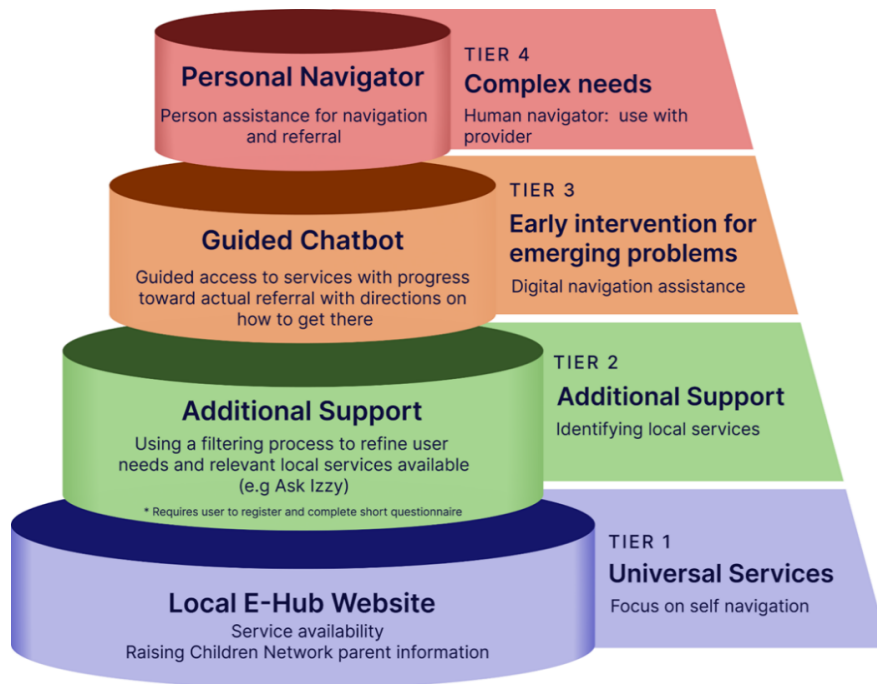 Personal Navigator
Person assistance for navigation
and referral
TIER 4
Complex needs
Human navigator:  use with
provider
Guided Chatbot
Guided access to services with progress
toward actual referral with directions on
how to get there
TIER 3
Early intervention for
emerging problems
Digital navigation assistance
Additional Support
Using a filtering process to refine user
needs and relevant local services available
(e.g Ask Izzy)
* Requires user to register and complete short questionnaire
TIER 2
Additional Support
Identifying local services
Local E-Hub Website
Service availability
Raising Children Network parent information
TIER 1
Universal Services
Focus on self navigation